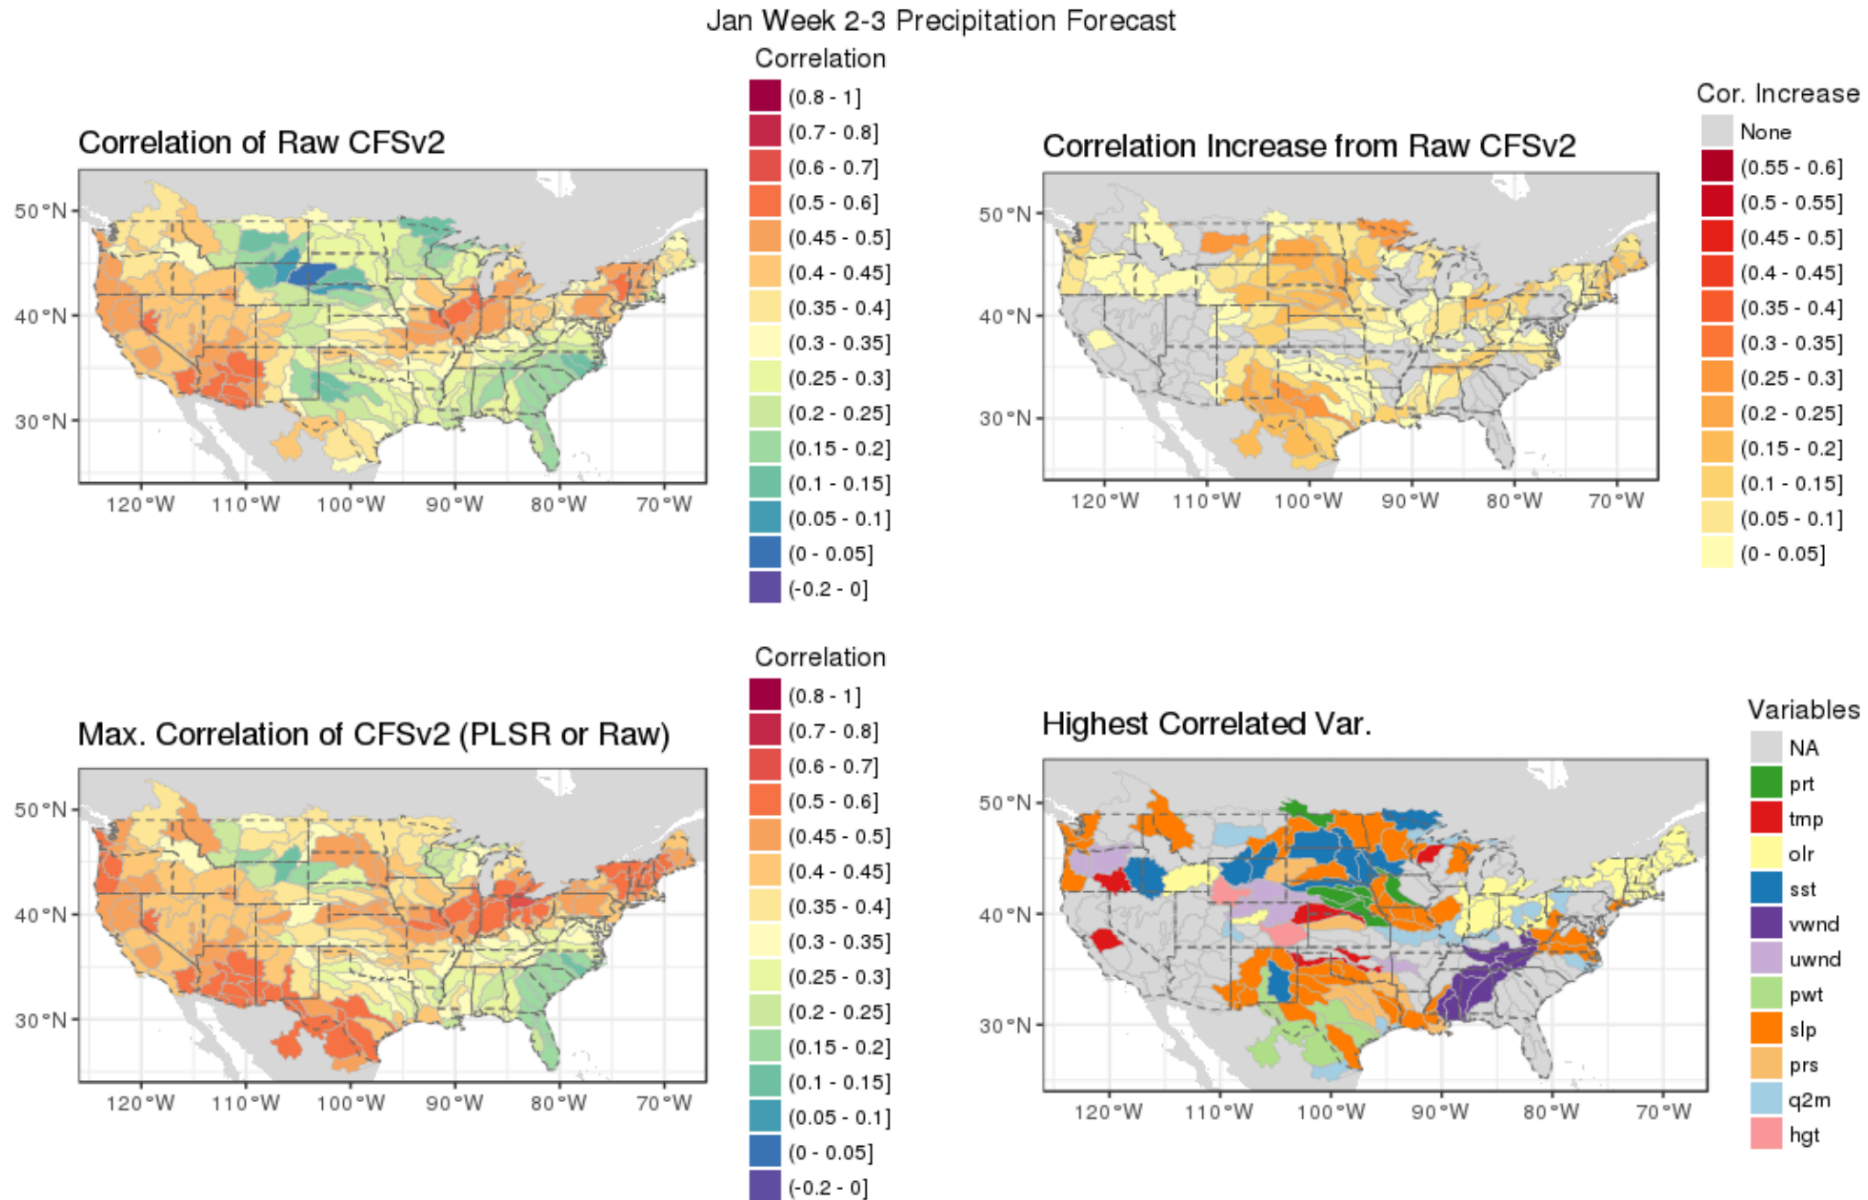 Jan Week 2-3 Precipitation Forecast
Correlation of Raw CFSv2
50°N
40°N
30°N
120°W 110°W 100°W 90°W 80°W 70°W
Correlation
(0.8 - 1]
(0.7 - 0.8]
(0.6 - 0.7]
(0.5 - 0.6]
(0.45 - 0.5]
(0.4 - 0.45]
(0.35 - 0.4]
(0.3 - 0.35]
(0.25 - 0.3]
(0.2 - 0.25]
(0.15 - 0.2]
(0.1 - 0.15]
(0.05 - 0.1]
(0 - 0.05]
(-0.2 - 0]
Correlation Increase from Raw CFSv2
50°N
40°N
30°N
120°W 110°W 100°W 90°W 80°W 70°W
Cor. Increase
None
(0.55 - 0.6]
(0.5 - 0.55]
(0.45 - 0.5]
(0.4 - 0.45]
(0.35 - 0.4]
(0.3 - 0.35]
(0.25 - 0.3]
(0.2 - 0.25]
(0.15 - 0.2]
(0.1 - 0.15]
(0.05 - 0.1]
(0 - 0.05]
Max. Correlation of CFSv2 (PLSR or Raw)
50°N
40°N
30°N
120°W 110°W 100°W 90°W 80°W 70°W
Correlation
(0.8 - 1]
(0.7 - 0.8]
(0.6 - 0.7]
(0.5 - 0.6]
(0.45 - 0.5]
(0.4 - 0.45]
(0.35 - 0.4]
(0.3 - 0.35]
(0.25 - 0.3]
(0.2 - 0.25]
(0.15 - 0.2]
(0.1 - 0.15]
(0.05 - 0.1]
(0 - 0.05]
(-0.2 - 0]
Highest Correlated Var.
50°N
40°N
30°N
120°W 110°W 100°W 90°W 80°W 70°W
Variables
NA
prt
tmp
olr
sst
vwnd
uwnd
pwt
slp
prs
q2m
hgt